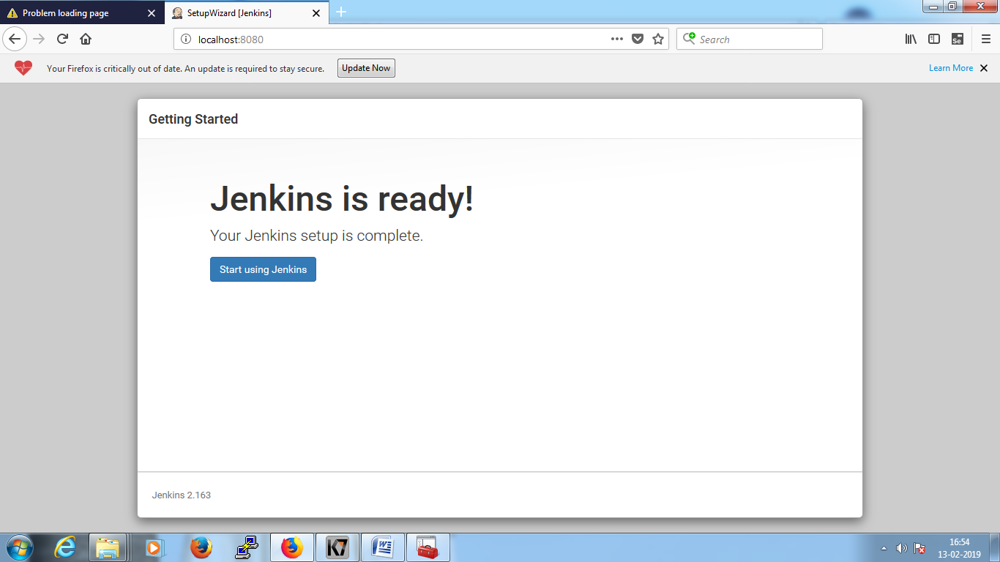 Problem loading page
SetupWizard [Jenkins]
localhost:8080
Search
Se
Your Firefox is critically out of date. An update is required to stay secure.
Update Now
Learn More
Getting Started
Jenkins is ready!
Your Jenkins setup is complete.
Start using Jenkins
Jenkins 2.163
K7
W
16:54
13-02-2019